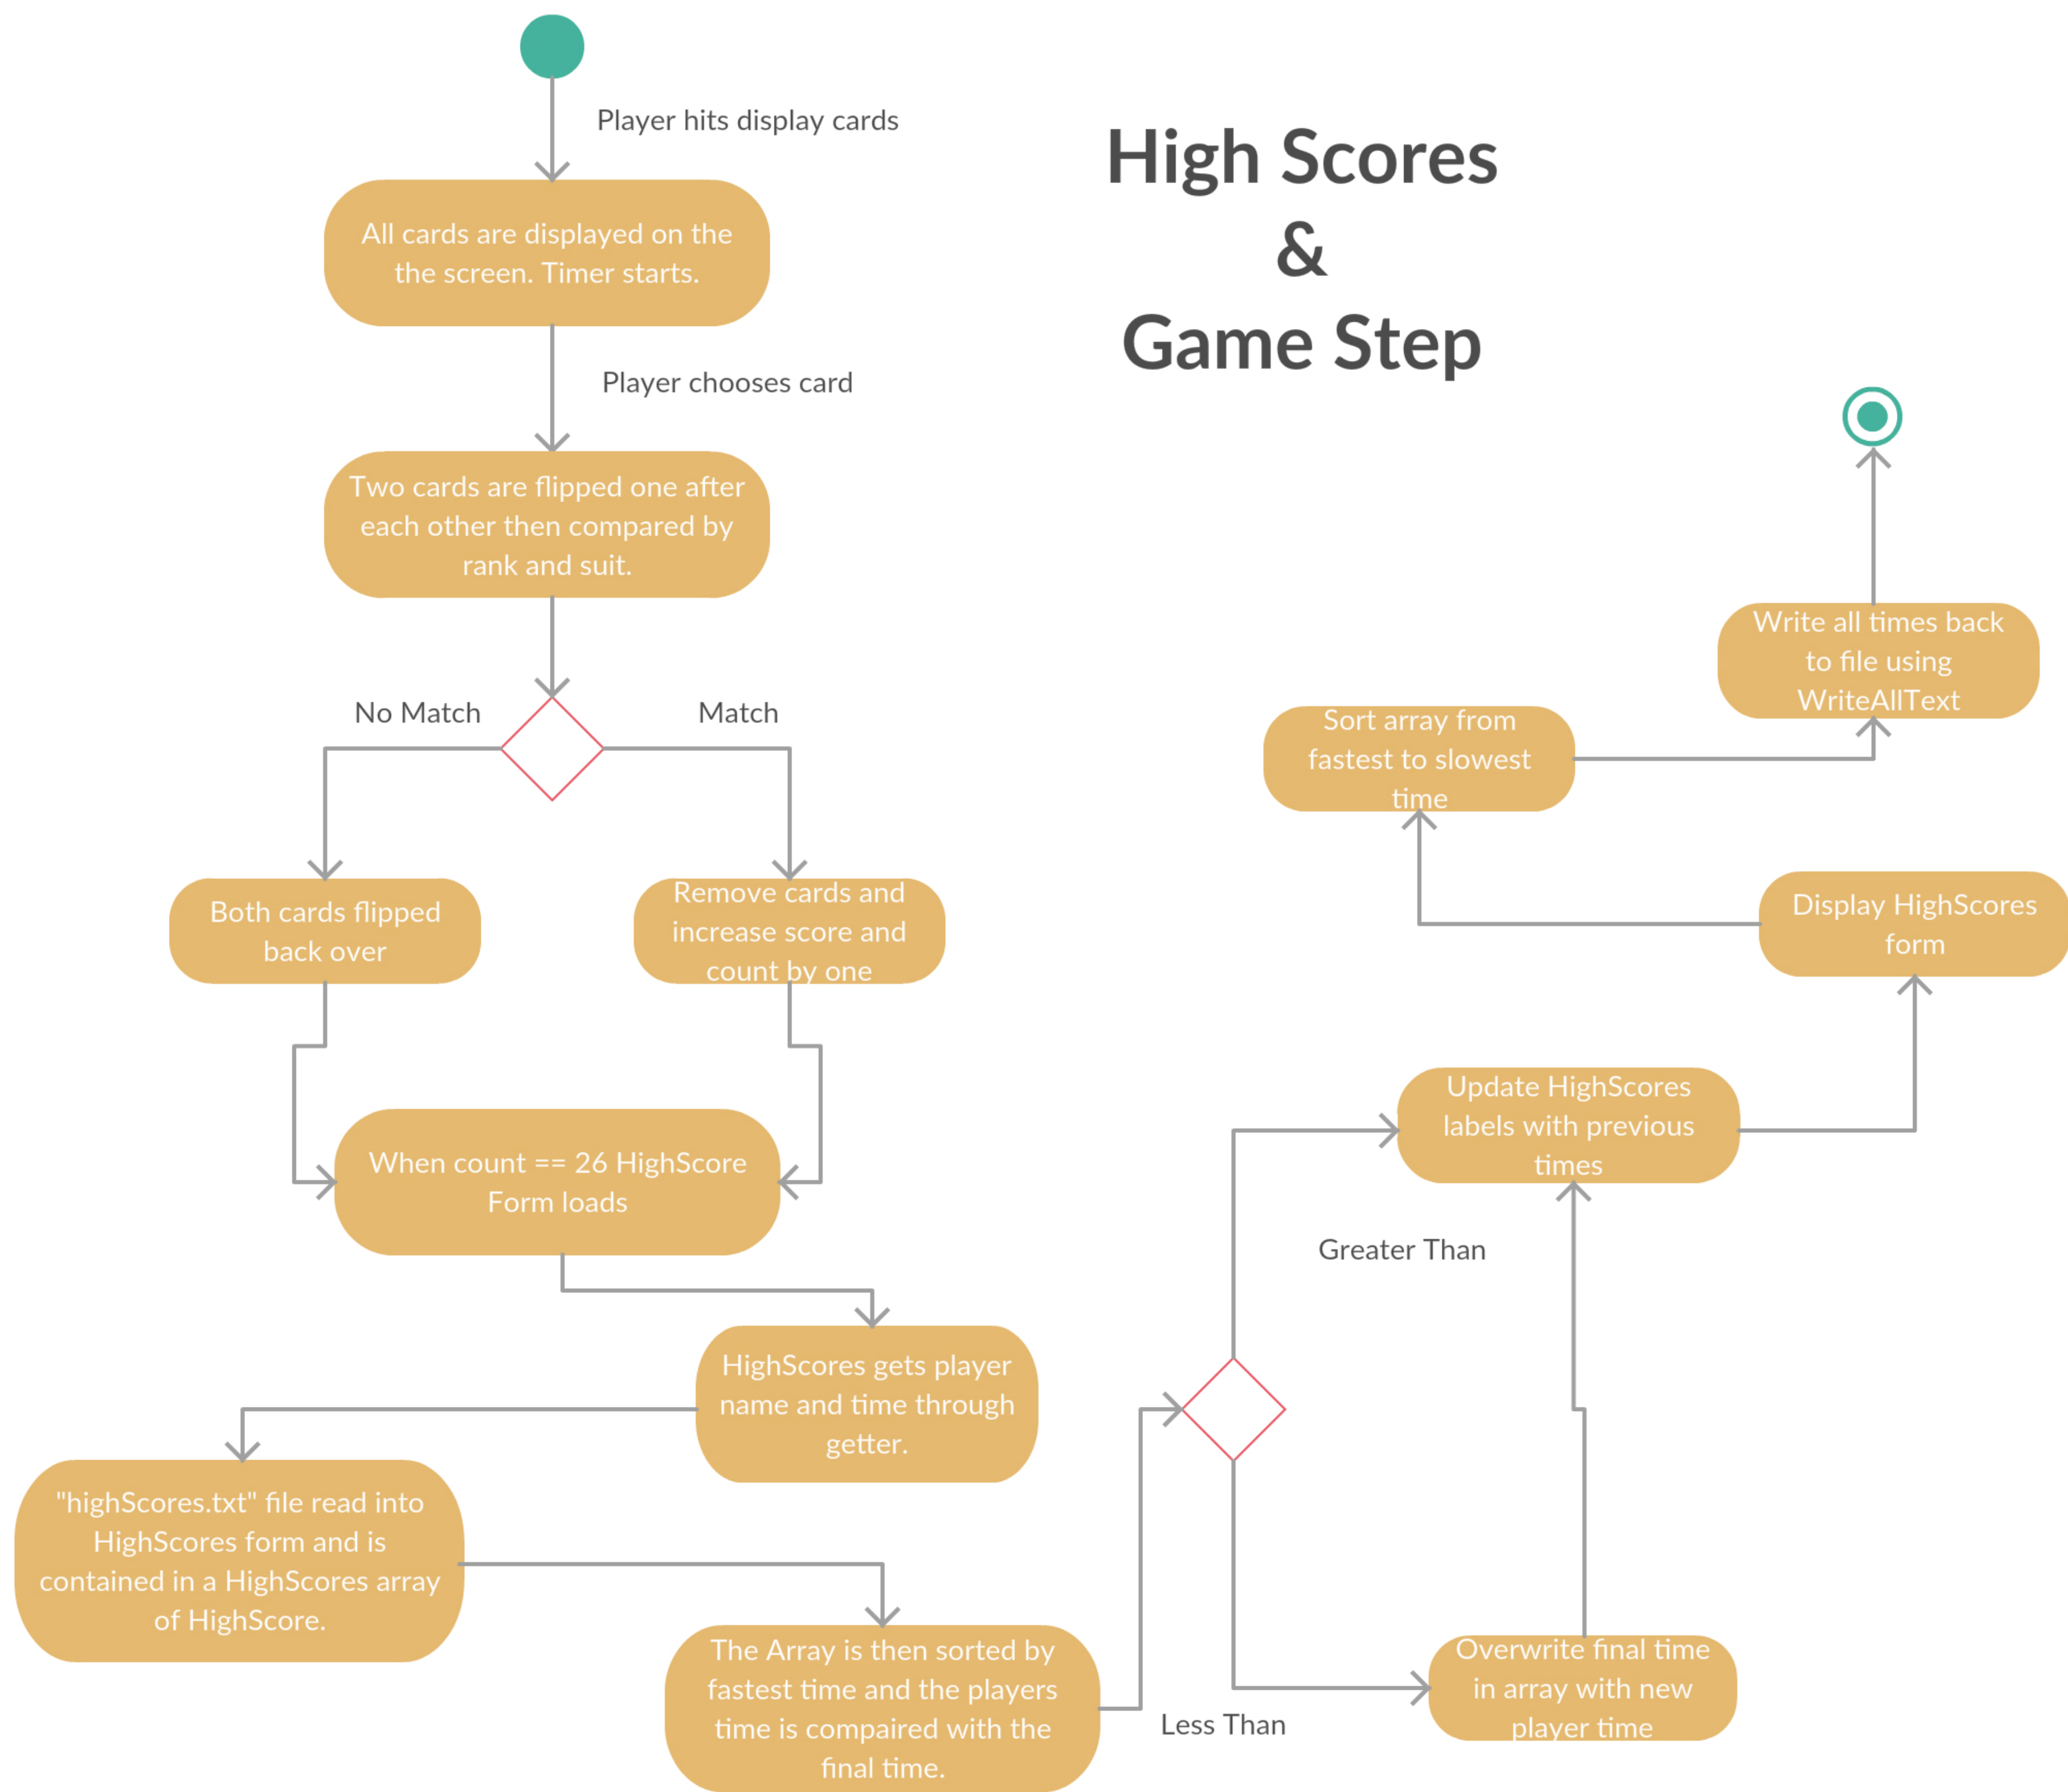 High Scores
&
Game Step
Player hits display cards
All cards are displayed on the
the screen. Timer starts.
Player chooses card
Two cards are flipped one after
each other then compared by
rank and suit.
No Match
Match
Both cards flipped
back over
Remove cards and
increase score and
count by one
When count == 26 HighScore
Form loads
HighScores gets player
name and time through
getter.
"highScores.txt" file read into
HighScores form and is
contained in a HighScores array
of HighScore.
The Array is then sorted by
fastest time and the players
time is compaired with the
final time.
Greater Than
Less Than
Overwrite final time
in array with new
player time
Update HighScores
labels with previous
times
Display HighScores
form
Sort array from
fastest to slowest
time
Write all times back
to file using
WriteAllText